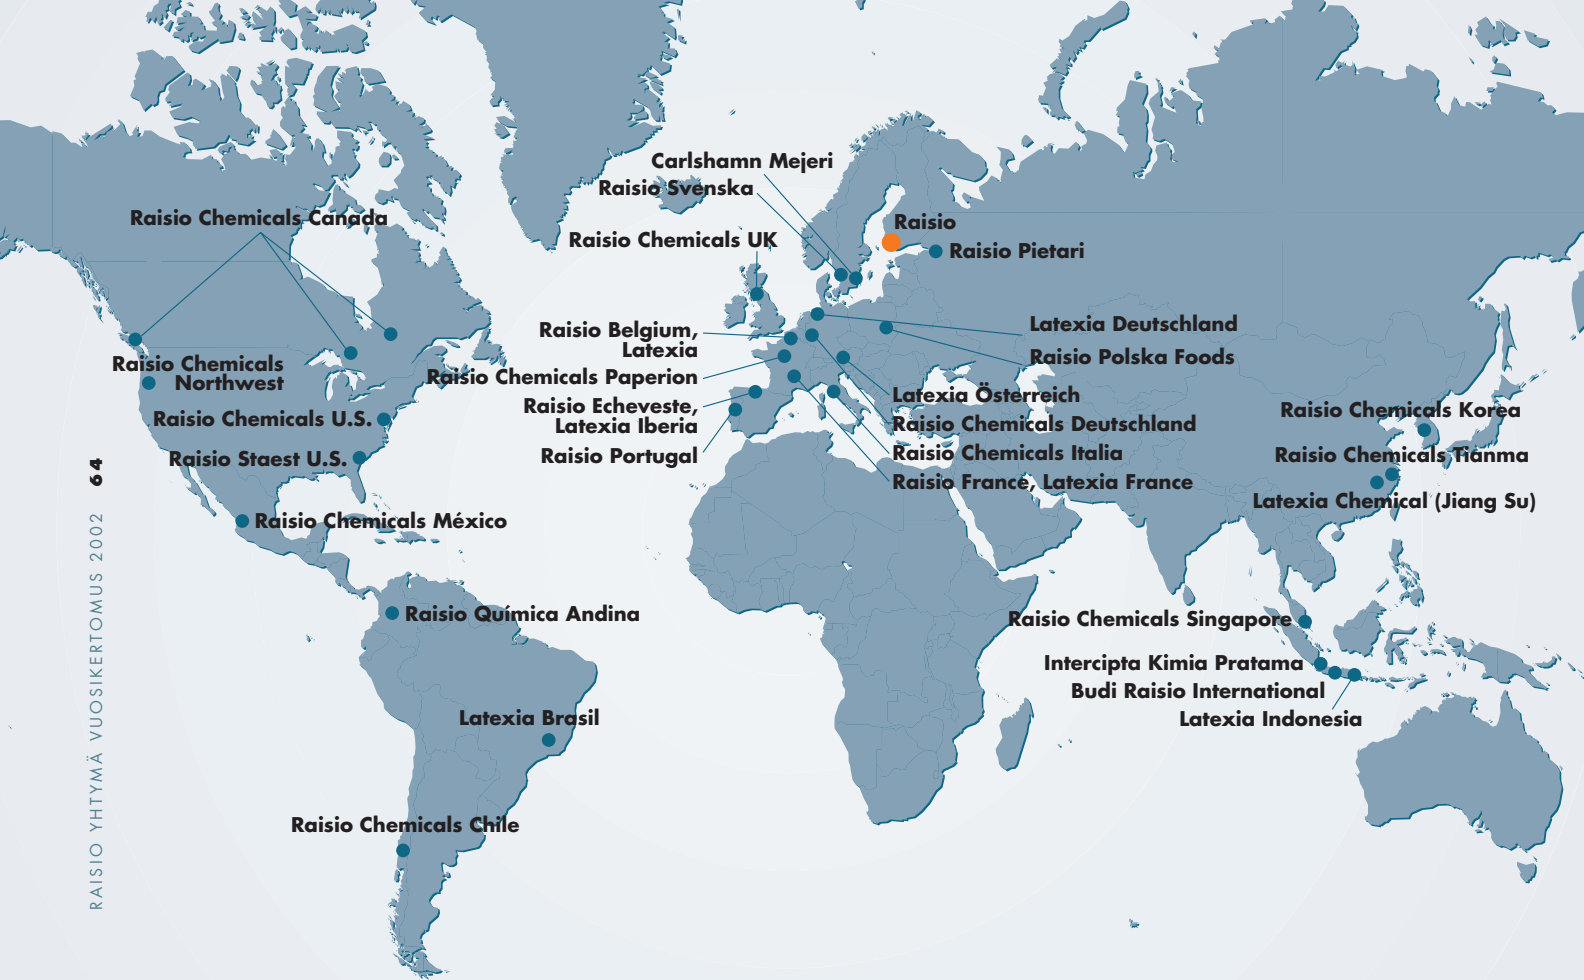 Carlshamn Mejeri
Raisio Svenska
Raisio Chemicals Canada
Raisio
Raisio Chemicals UK
Raisio Pietari
Raisio Belgium,
Latexia
Latexia Deutschland
Raisio Polska Foods
Raisio Chemicals
Northwest
Raisio Chemicals Paperion
Latexia Österreich
Raisio Echeveste,
Latexia Iberia
Raisio Chemicals Korea
Raisio Chemicals U.S.
Raisio Chemicals Deutschland
Raisio Staest U.S.
Raisio Portugal
Raisio Chemicals Italia
Raisio Chemicals Tianma
Raisio France, Latexia France
Latexia Chemical (Jiang Su)
Raisio Chemicals México
Raisio Química Andina
Raisio Chemicals Singapore
Intercipta Kimia Pratama
Budi Raisio International
Latexia Indonesia
Latexia Brasil
Raisio Chemicals Chile
RAISIO YHTYMÄ VUOSIKERTOMUS 2002 64